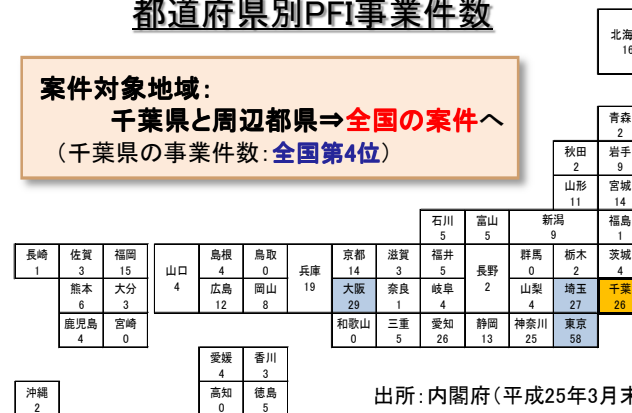 都道府県別PFI事業件数
案件対象地域:
千葉県と周辺都県⇒全国の案件へ
(千葉県の事業件数:全国第4位)
北海
16
青森
2
秋田 岩手
2 9
山形 宮城
11 14
石川 富山 新潟 福島
5 5 9 1
長崎 佐賀 福岡 山口 島根 鳥取 兵庫 京都 滋賀 福井 長野 群馬 栃木 茨城
1 3 15 4 4 0 19 14 3 5 2 0 2 4
熊本 大分 広島 岡山 大阪 奈良 岐阜 山梨 埼玉 千葉
6 3 12 8 29 1 4 4 27 26
鹿児島 宮崎 和歌山 三重 愛知 静岡 神奈川 東京
4 0 0 5 26 13 25 58
愛媛 香川
4 3
沖縄 高知 徳島
2 0 5
出所:内閣府(平成25年3月末